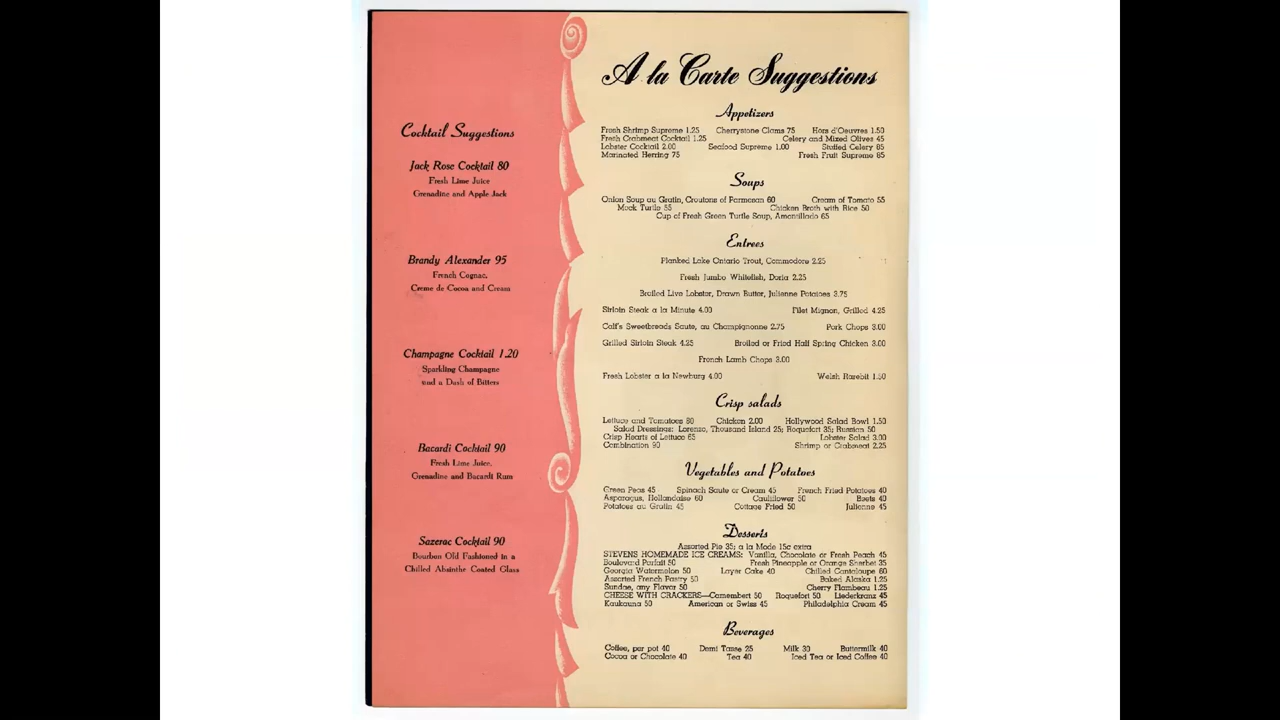 Cocktail Suggestions
Jack Rose Cocktail 80
Fresh Lime Juice
Grenadine and Apple Jack
Brandy Alexander 95
French Cognac,
Creme de Cocoa and Cream
Champagne Cocktail 1.20
Sparkling Champagne
and a Dash of Bitters
Bacardi Cocktail 90
Fresh Lime Juice,
Grenadine and Bacardi Rum
Sazerac Cocktail 90
Bourbon Old Fashioned in a
Chilled Absinthe Coated Glass
A la Carte Suggestions
Appetizers
Fresh Shrimp Supreme 1.25 Cherrystone Clams 75 Hors d'Oeuvres 1.50
Fresh Crabmeat Cocktail 1.25 Celery and Mixed Olives 45
Lobster Cocktail 2.00 Seafood Supreme 1.00 Stuffed Celery 85
Marinated Herring 75 Fresh Fruit Supreme 85
Soups
Onion Soup au Gratin, Croutons of Parmesan 60 Cream of Tomato 55
Mock Turtle 55 Chicken Broth with Rice 50
Cup of Fresh Green Turtle Soup, Amontillado 65
Entrees
Planked Lake Ontario Trout, Commodore 2.25
Fresh Jumbo Whitefish, Doria 2.25
Broiled Live Lobster, Drawn Butter, Julienne Potatoes 3.75
Sirloin Steak a la Minute 4.00 Filet Mignon, Grilled 4.25
Calf's Sweetbreads Saute, au Champignonne 2.75 Pork Chops 3.00
Grilled Sirloin Steak 4.25 Broiled or Fried Half Spring Chicken 3.00
French Lamb Chops 3.00
Fresh Lobster a la Newburg 4.00 Welsh Rarebit 1.50
Crisp salads
Lettuce and Tomatoes 80 Chicken 2.00 Hollywood Salad Bowl 1.50
Salad Dressings: Lorenzo, Thousand Island 25; Roquefort 35; Russian 50
Crisp Hearts of Lettuce 65 Lobster Salad 3.00
Combination 90 Shrimp or Crabmeat 2.25
Vegetables and Potatoes
Green Peas 45 Spinach Saute or Cream 45 French Fried Potatoes 40
Asparagus, Hollandaise 60 Cauliflower 50 Beets 40
Potatoes au Gratin 45 Cottage Fried 50 Julienne 45
Desserts
Assorted Pie 35; a la Mode 15c extra
STEVENS HOMEMADE ICE CREAMS: Vanilla, Chocolate or Fresh Peach 45
Boulevard Parfait 50 Fresh Pineapple or Orange Sherbet 35
Georgia Watermelon 50 Layer Cake 40 Chilled Cantaloupe 60
Assorted French Pastry 50 Baked Alaska 1.25
Sundae, any Flavor 50 Cherry Flambeau 1.25
CHEESE WITH CRACKERS—Camembert 50 Roquefort 50 Liederkranz 45
Kaukauna 50 American or Swiss 45 Philadelphia Cream 45
Beverages
Coffee, per pot 40 Demi Tasse 25 Milk 30 Buttermilk 40
Cocoa or Chocolate 40 Tea 40 Iced Tea or Iced Coffee 40